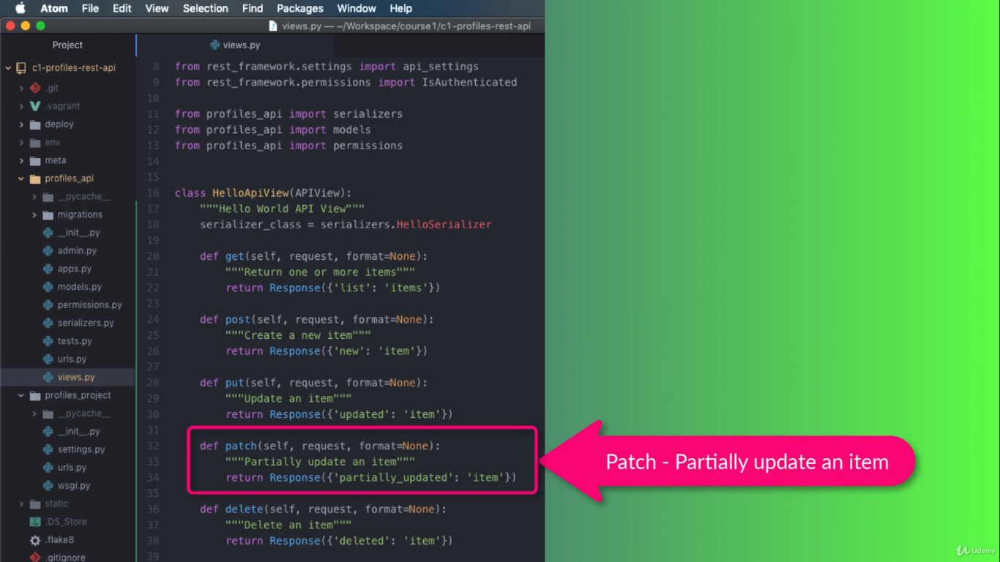 Atom File Edit View Selection Find Packages Window Help
views.py — ~/Workspace/course1/c1-profiles-rest-api
Project
c1-profiles-rest-api
.git
.vagrant
deploy
env
meta
profiles_api
__pycache__
migrations
__init__.py
admin.py
apps.py
models.py
permissions.py
serializers.py
tests.py
urls.py
views.py
profiles_project
__pycache__
__init__.py
settings.py
urls.py
wsgi.py
static
.DS_Store
.flake8
.gitignore
views.py
8 from rest_framework.settings import api_settings
9 from rest_framework.permissions import IsAuthenticated
10
11 from profiles_api import serializers
12 from profiles_api import models
13 from profiles_api import permissions
14
15
16 class HelloApiView(APIView):
17 """Hello World API View"""
18 serializer_class = serializers.HelloSerializer
19
20 def get(self, request, format=None):
21 """Return one or more items"""
22 return Response({'list': 'items'})
23
24 def post(self, request, format=None):
25 """Create a new item"""
26 return Response({'new': 'item'})
27
28 def put(self, request, format=None):
29 """Update an item"""
30 return Response({'updated': 'item'})
31
32 def patch(self, request, format=None):
33 """Partially update an item"""
34 return Response({'partially_updated': 'item'})
35
36 def delete(self, request, format=None):
37 """Delete an item"""
38 return Response({'deleted': 'item'})
39
Patch - Partially update an item
Udemy